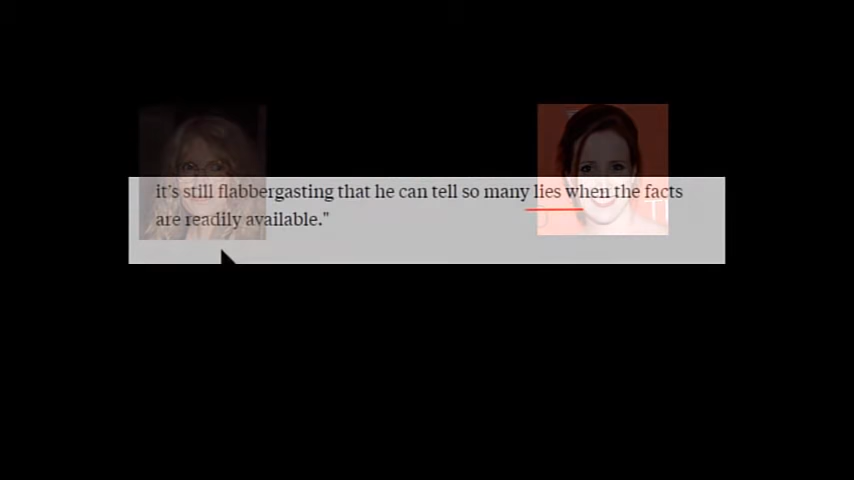 it's still flabbergasting that he can tell so many lies when the facts
are readily available."